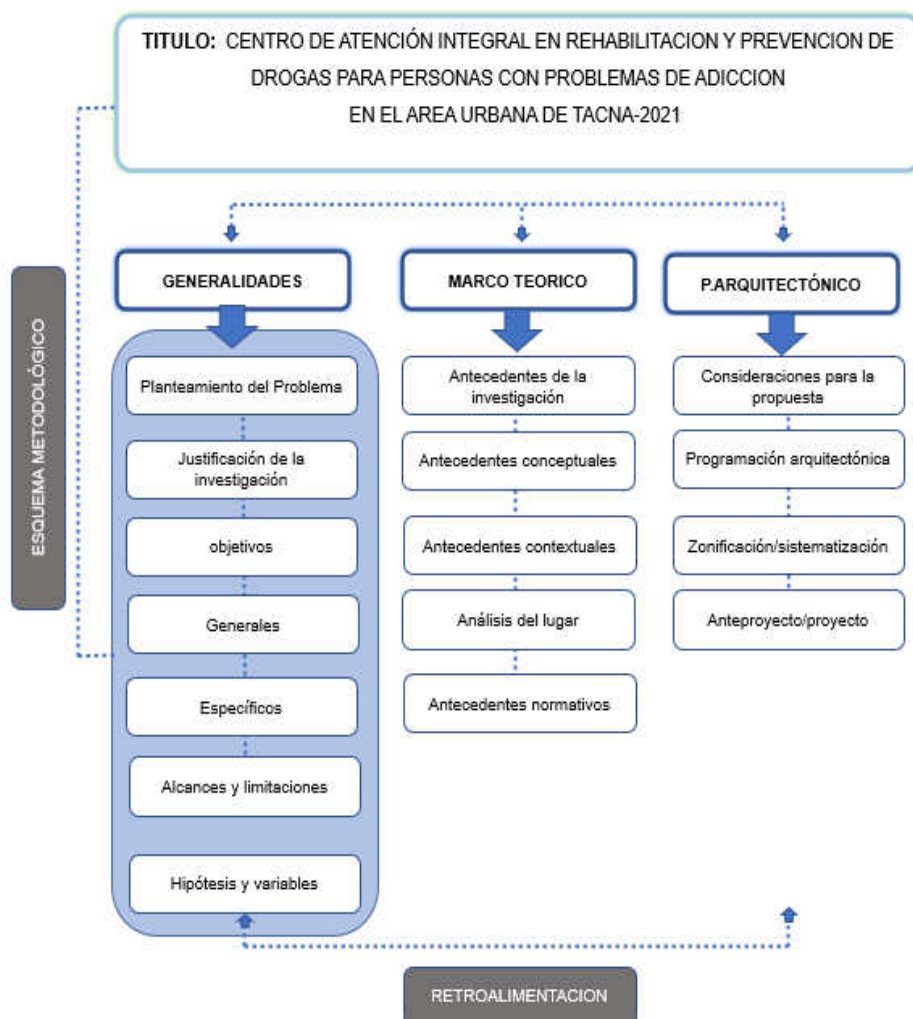 TITULO: CENTRO DE ATENCIÓN INTEGRAL EN REHABILITACION Y PREVENCION DE
DROGAS PARA PERSONAS CON PROBLEMAS DE ADICCION
EN EL AREA URBANA DE TACNA-2021
ESQUEMA METODOLÓGICO
GENERALIDADES
Planteamiento del Problema
Justificación de la
investigación
objetivos
Generales
Específicos
Alcances y limitaciones
Hipótesis y variables
MARCO TEORICO
Antecedentes de la
investigación
Antecedentes conceptuales
Antecedentes contextuales
Análisis del lugar
Antecedentes normativos
P.ARQUITECTÓNICO
Consideraciones para la
propuesta
Programación arquitectónica
Zonificación/sistematización
Anteproyecto/proyecto
RETROALIMENTACION